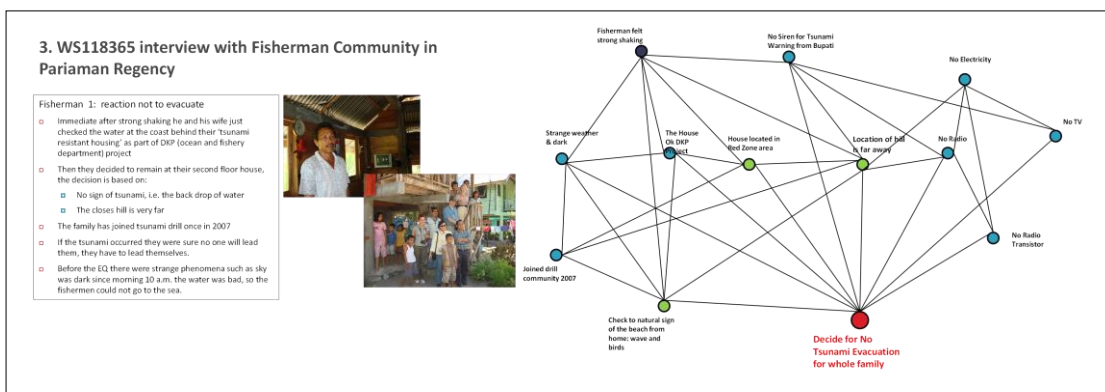 3. WS118365 interview with Fisherman Community in
Pariaman Regency
Fisherman 1:  reaction not to evacuate
Immediate after strong shaking he and his wife just
checked the water at the coast behind their 'tsunami
resistant housing' as part of DKP (ocean and fishery
department) project
Then they decided to remain at their second floor house,
the decision is based on:
No sign of tsunami, i.e. the back drop of water
The closes hill is very far
The family has joined tsunami drill once in 2007
If the tsunami occurred they were sure no one will lead
them, they have to lead themselves.
Before the EQ there were strange phenomena such as sky
was dark since morning 10 a.m. the water was bad, so the
fishermen could not go to the sea.
Fisherman felt
strong shaking
No Siren for Tsunami
Warning from Bupati
No Electricity
No TV
Strange weather
& dark
The House
Ok DKP
project
House located in
Red Zone area
Location of hill
is far away
No Radio
No Radio
Transistor
Joined drill
community 2007
Check to natural sign
of the beach from
home: wave and
birds
Decide for No
Tsunami Evacuation
for whole family